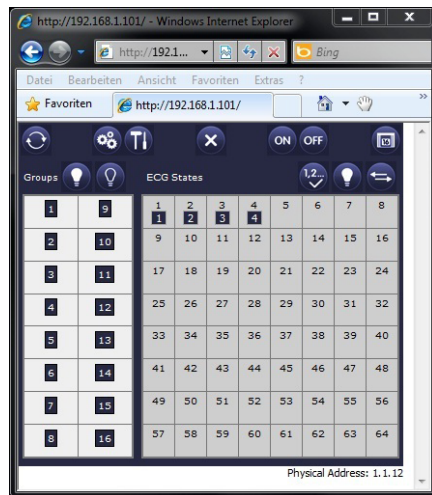 http://192.168.1.101/ - Windows Internet Explorer
http://192.1... Bing
Datei Bearbeiten Ansicht Favoriten Extras ?
Favoriten http://192.168.1.101/ »
ON OFF
Groups ECG States 1,2...
1 9 1 2 3 4 5 6 7 8
1 2 3 4
2 10 9 10 11 12 13 14 15 16
3 11 17 18 19 20 21 22 23 24
4 12 25 26 27 28 29 30 31 32
5 13 33 34 35 36 37 38 39 40
6 14 41 42 43 44 45 46 47 48
7 15 49 50 51 52 53 54 55 56
8 16 57 58 59 60 61 62 63 64
Physical Address: 1.1.12